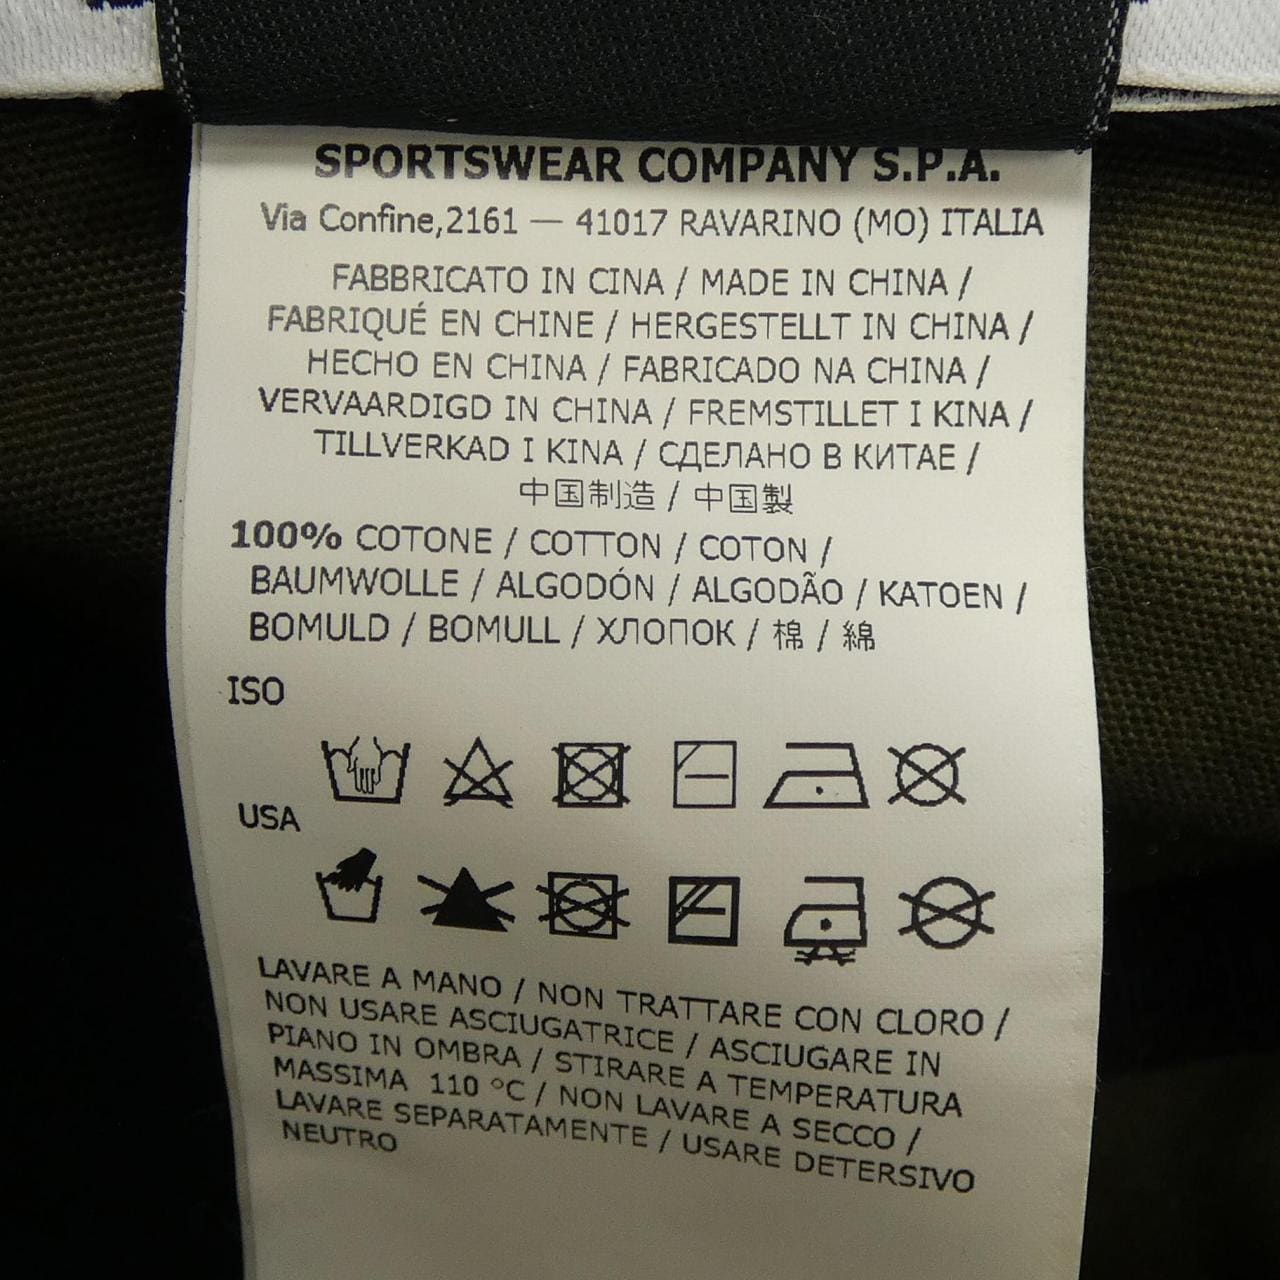 SPORTSWEAR COMPANY S.P.A.
Via Confine,2161 — 41017 RAVARINO (MO) ITALIA
FABBRICATO IN CINA / MADE IN CHINA /
FABRIQUÉ EN CHINE / HERGESTELLT IN CHINA /
HECHO EN CHINA / FABRICADO NA CHINA /
VERVAARDIGD IN CHINA / FREMSTILLET I KINA /
TILLVERKAD I KINA / СДЕЛАНО В КИТАЕ /
中国制造 / 中国製
100% COTONE / COTTON / COTON /
BAUMWOLLE / ALGODÓN / ALGODÃO / KATOEN /
BOMULD / BOMULL / ХЛОПОК / 棉 / 綿
ISO
USA
LAVARE A MANO / NON TRATTARE CON CLORO /
NON USARE ASCIUGATRICE / ASCIUGARE IN
PIANO IN OMBRA / STIRARE A TEMPERATURA
MASSIMA 110 °C / NON LAVARE A SECCO /
LAVARE SEPARATAMENTE / USARE DETERSIVO
NEUTRO